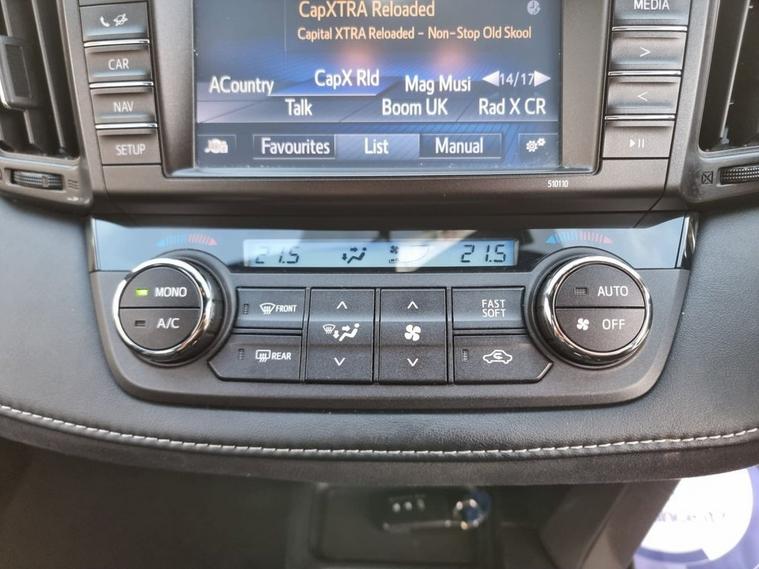 CapXTRA Reloaded
Capital XTRA Reloaded - Non-Stop Old Skool
ACountry CapX Rld Mag Musi 14/17
Talk Boom UK Rad X CR
Favourites List Manual
CAR
NAV
SETUP
MEDIA
>
<
510110
21.5 21.5
MONO
A/C
FRONT
REAR
FAST
SOFT
AUTO
OFF